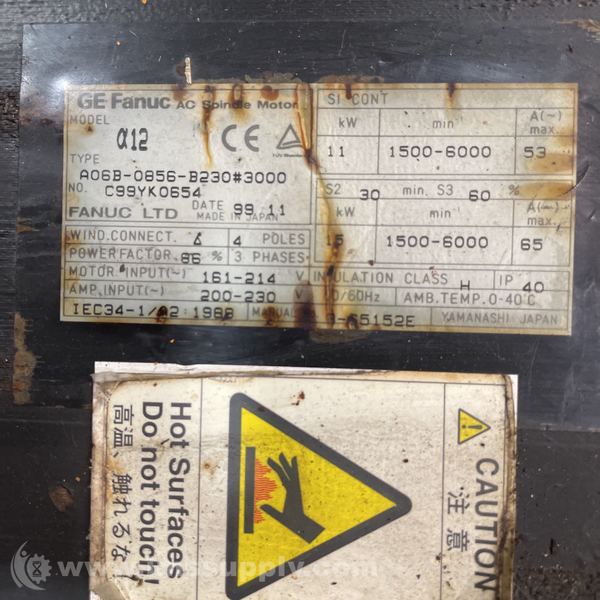 GE Fanuc AC Spindle Motor
MODEL α12
CE
TYPE A06B-0856-B230#3000
NO. C99YK0654
DATE 99.11
FANUC LTD MADE IN JAPAN
S1 CONT
kW min⁻ A(~) max.
11 1500-6000 53
S2 30 min. S3 60 %
kW min⁻ A(~) max.
15 1500-6000 65
WIND.CONNECT. 4 POLES
POWER FACTOR 86 % 3 PHASES
MOTOR INPUT(~) 161-214 V
AMP.INPUT(~) 200-230 V
INSULATION CLASS H IP 40
50/60Hz AMB.TEMP.0-40°C
IEC34-1/ 1988
YAMANASHI JAPAN
CAUTION
注意
Hot Surfaces
Do not touch!
高温、触れるな